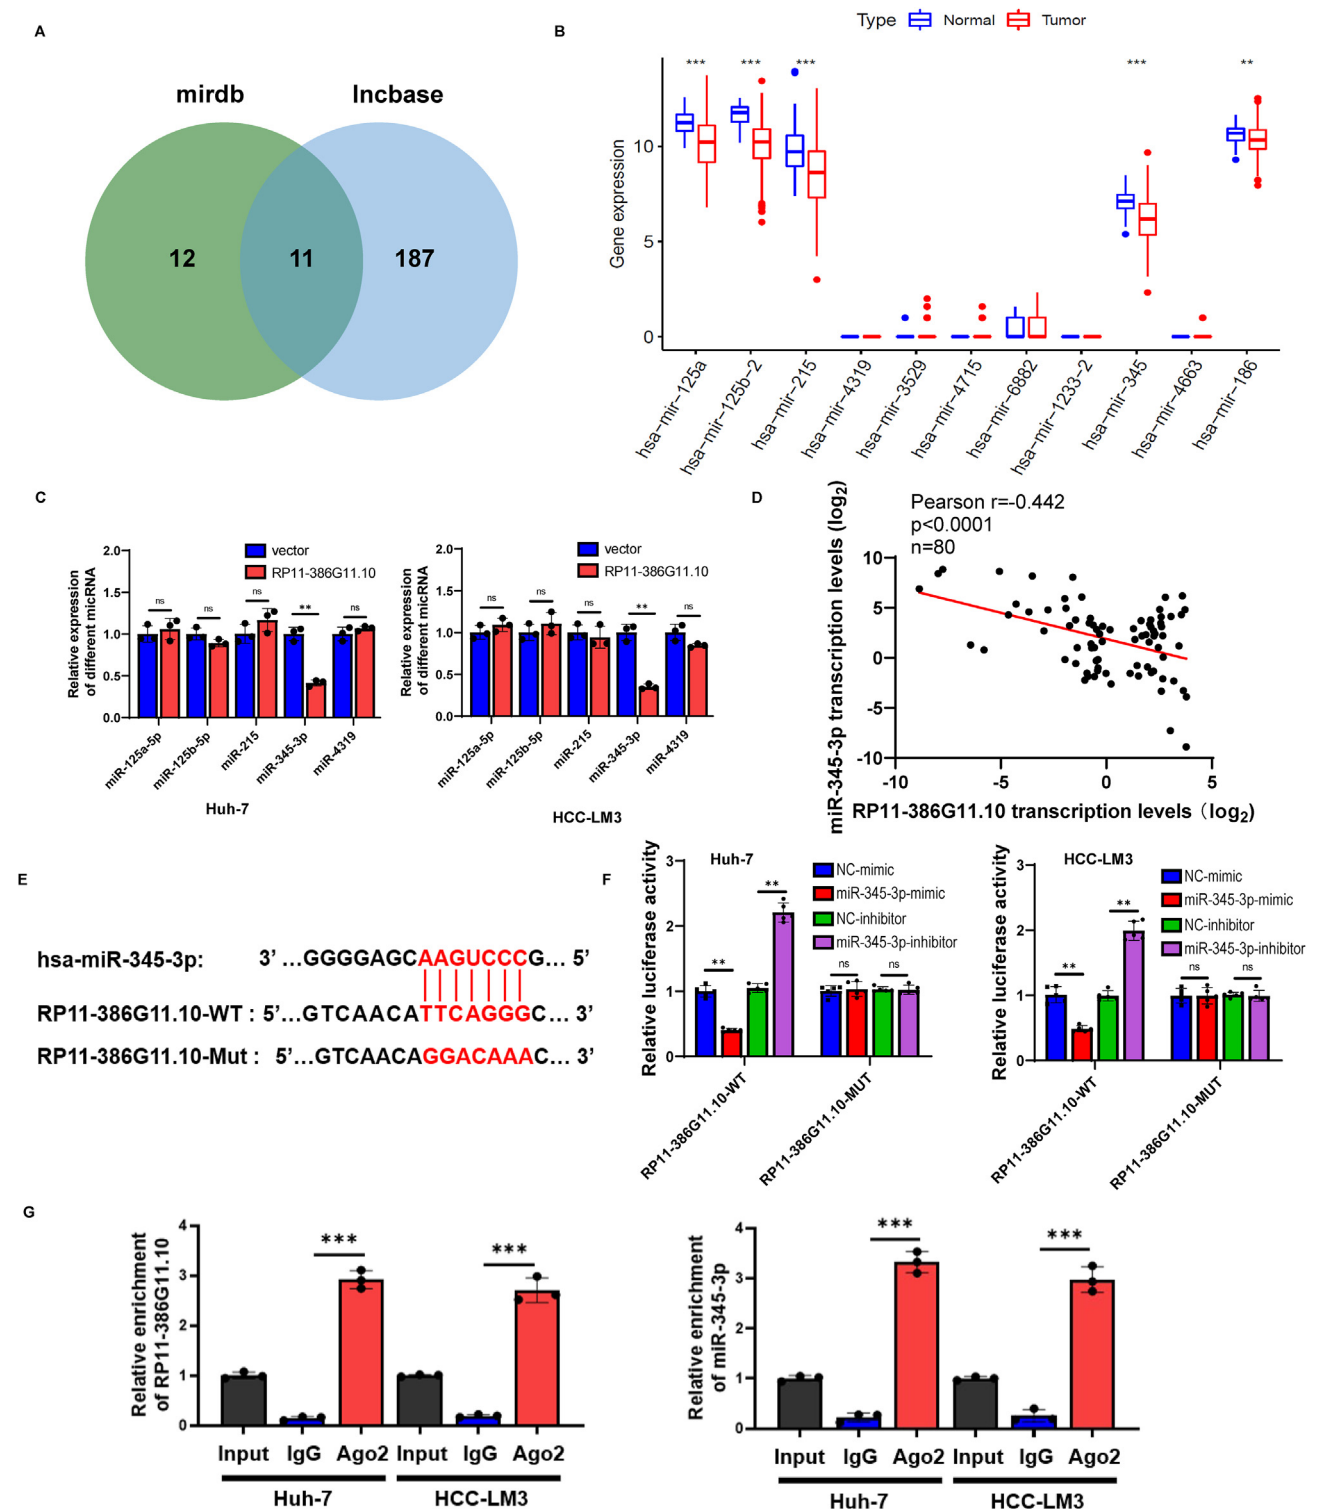 A
mirdb
lncbase
12
11
187
B
Type Normal Tumor
Gene expression
10
5
0
*** *** *** *** **
hsa-mir-125a
hsa-mir-125b-2
hsa-mir-215
hsa-mir-4319
hsa-mir-3529
hsa-mir-4715
hsa-mir-6882
hsa-mir-1233-2
hsa-mir-345
hsa-mir-4663
hsa-mir-186
C
Relative expression
of different micRNA
2.0
1.5
1.0
0.5
0.0
vector
RP11-386G11.10
ns ns ns ** ns
miR-125a-5p
miR-125b-5p
miR-215
miR-345-3p
miR-4319
Huh-7
Relative expression
of different micRNA
2.0
1.5
1.0
0.5
0.0
vector
RP11-386G11.10
ns ns ns ** ns
miR-125a-5p
miR-125b-5p
miR-215
miR-345-3p
miR-4319
HCC-LM3
D
Pearson r=-0.442
p<0.0001
n=80
miR-345-3p transcription levels (log2)
10
5
0
-5
-10
-10 -5 0 5
RP11-386G11.10 transcription levels（log2)
E
hsa-miR-345-3p: 3’ ...GGGGAGCAAGUCCCG... 5’
RP11-386G11.10-WT : 5’...GTCAACATTCAGGGC... 3’
RP11-386G11.10-Mut : 5’...GTCAACAGGACAAAC... 3’
F
Huh-7
Relative luciferase activity
3
2
1
0
NC-mimic
miR-345-3p-mimic
NC-inhibitor
miR-345-3p-inhibitor
** ** ns ns
RP11-386G11.10-WT
RP11-386G11.10-MUT
HCC-LM3
Relative luciferase activity
3
2
1
0
NC-mimic
miR-345-3p-mimic
NC-inhibitor
miR-345-3p-inhibitor
** ** ns ns
RP11-386G11.10-WT
RP11-386G11.10-MUT
G
Relative enrichment
of RP11-386G11.10
4
3
2
1
0
*** ***
Input IgG Ago2 Input IgG Ago2
Huh-7 HCC-LM3
Relative enrichment
of miR-345-3p
4
3
2
1
0
*** ***
Input IgG Ago2 Input IgG Ago2
Huh-7 HCC-LM3